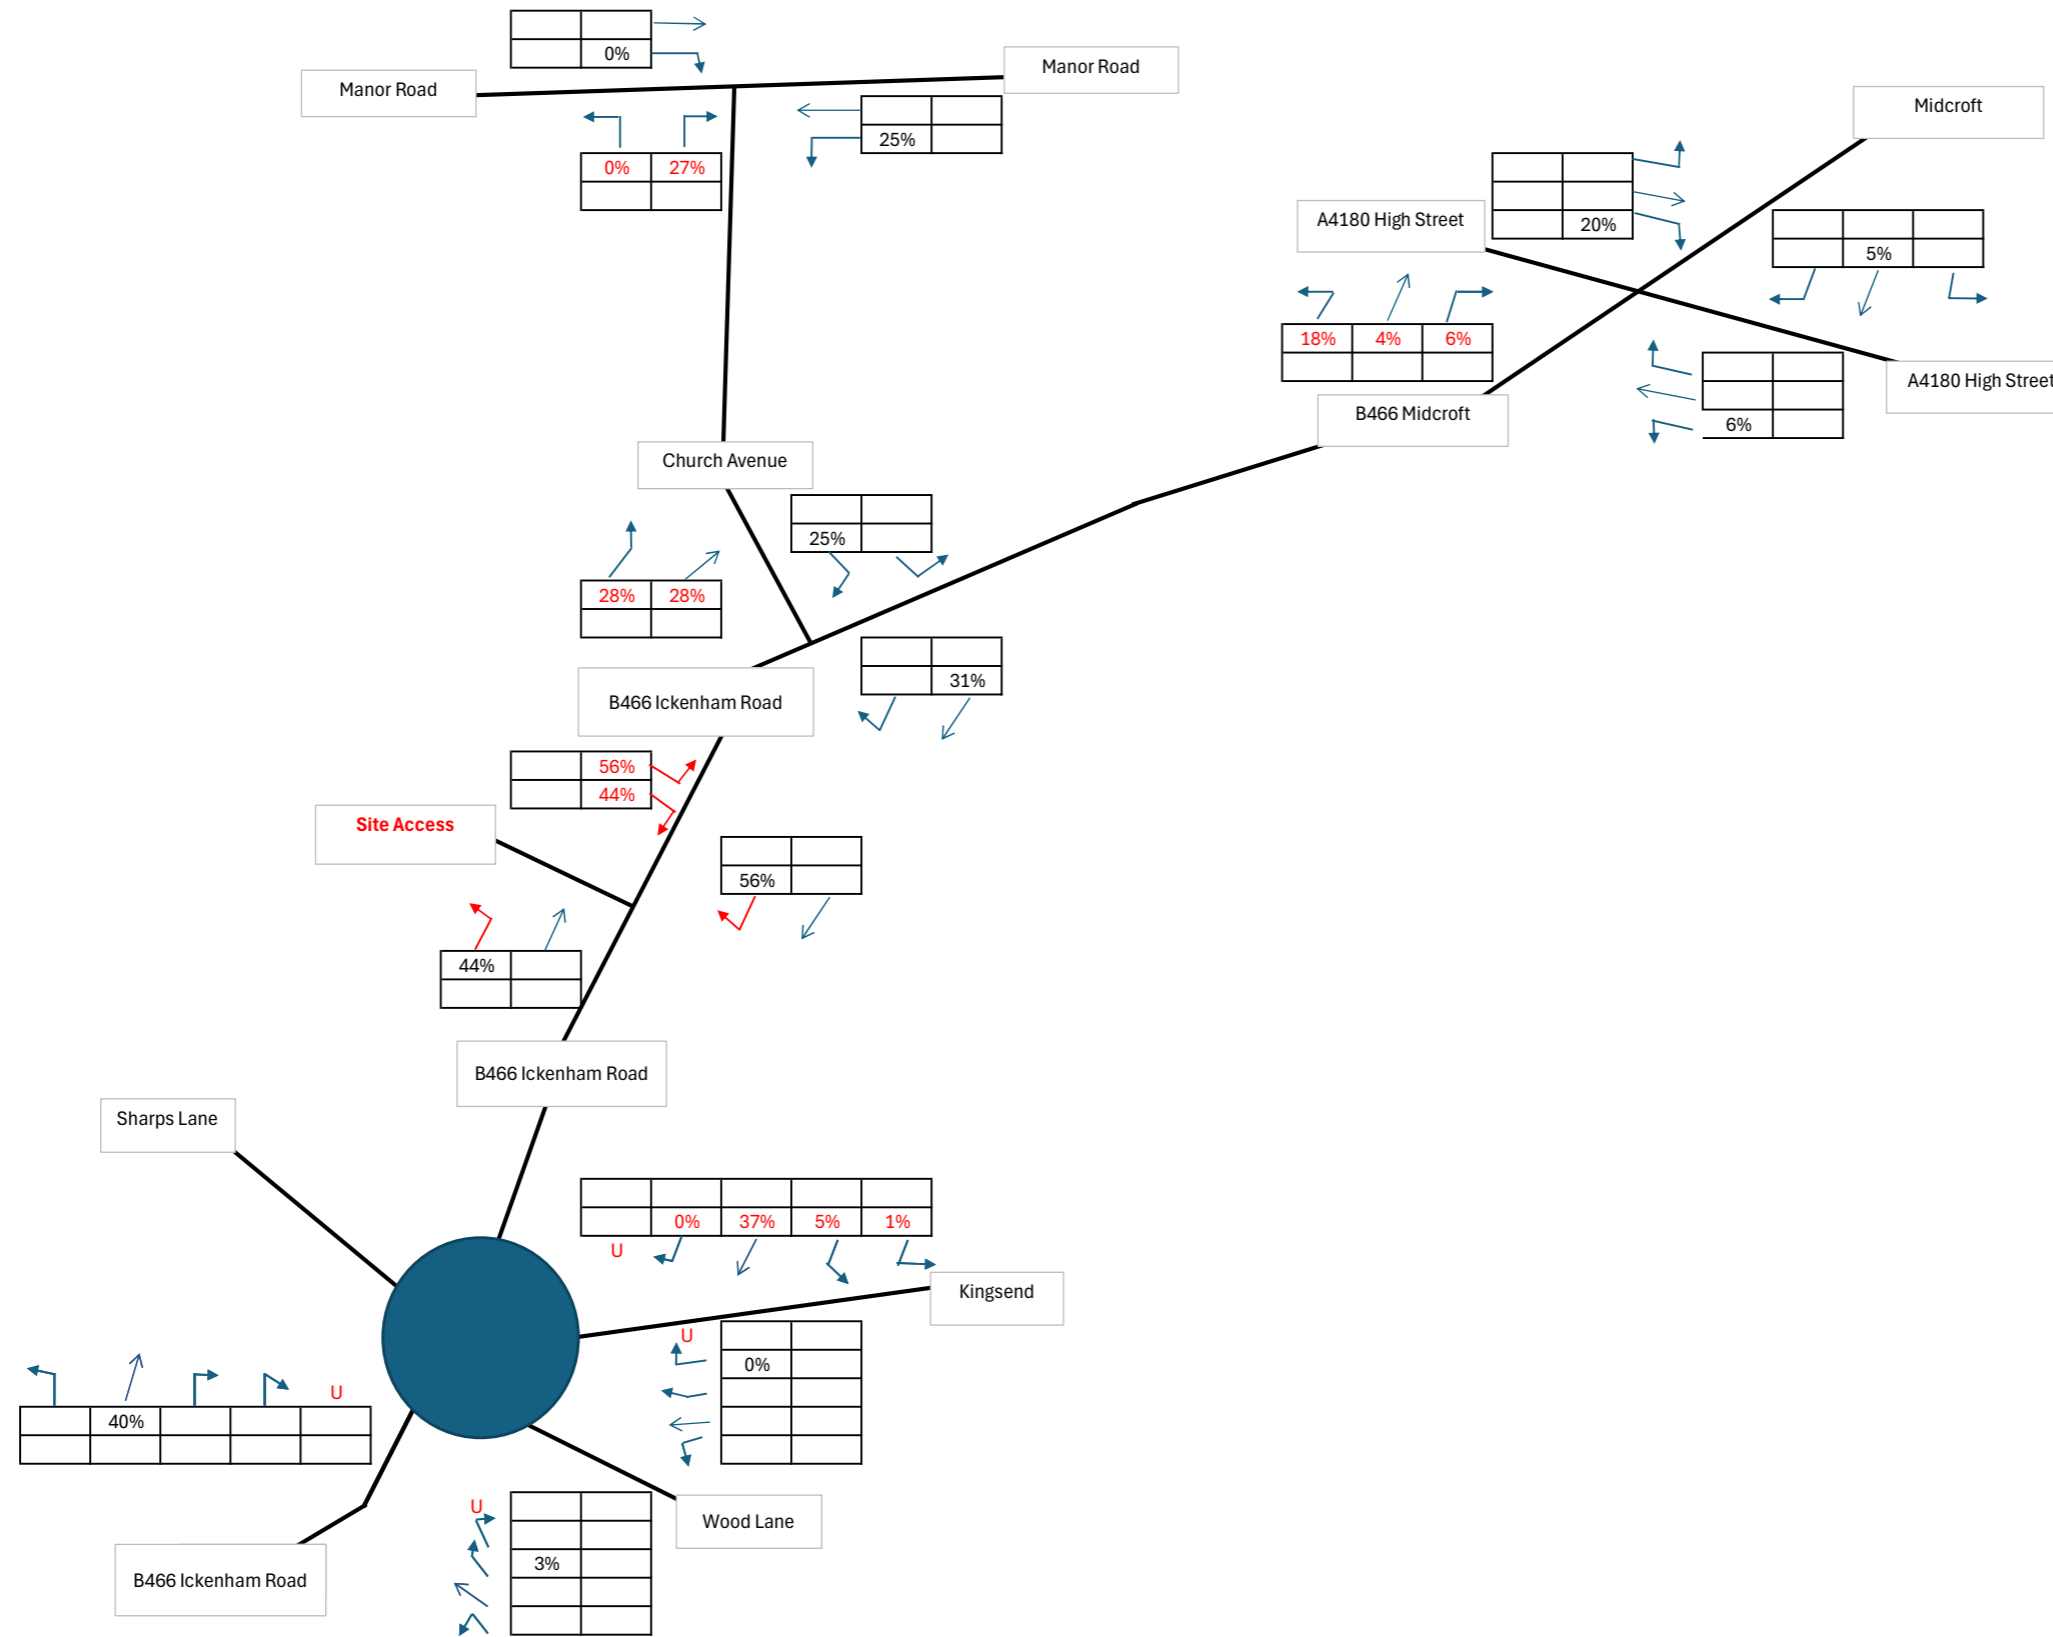 0%
Manor Road
Manor Road
25%
0% 27%
Midcroft
A4180 High Street
20%
5%
18% 4% 6%
A4180 High Street
B466 Midcroft
6%
Church Avenue
25%
28% 28%
31%
B466 Ickenham Road
56%
44%
Site Access
56%
44%
B466 Ickenham Road
Sharps Lane
0% 37% 5% 1%
U
Kingsend
U
0%
U
40%
U
3%
Wood Lane
B466 Ickenham Road